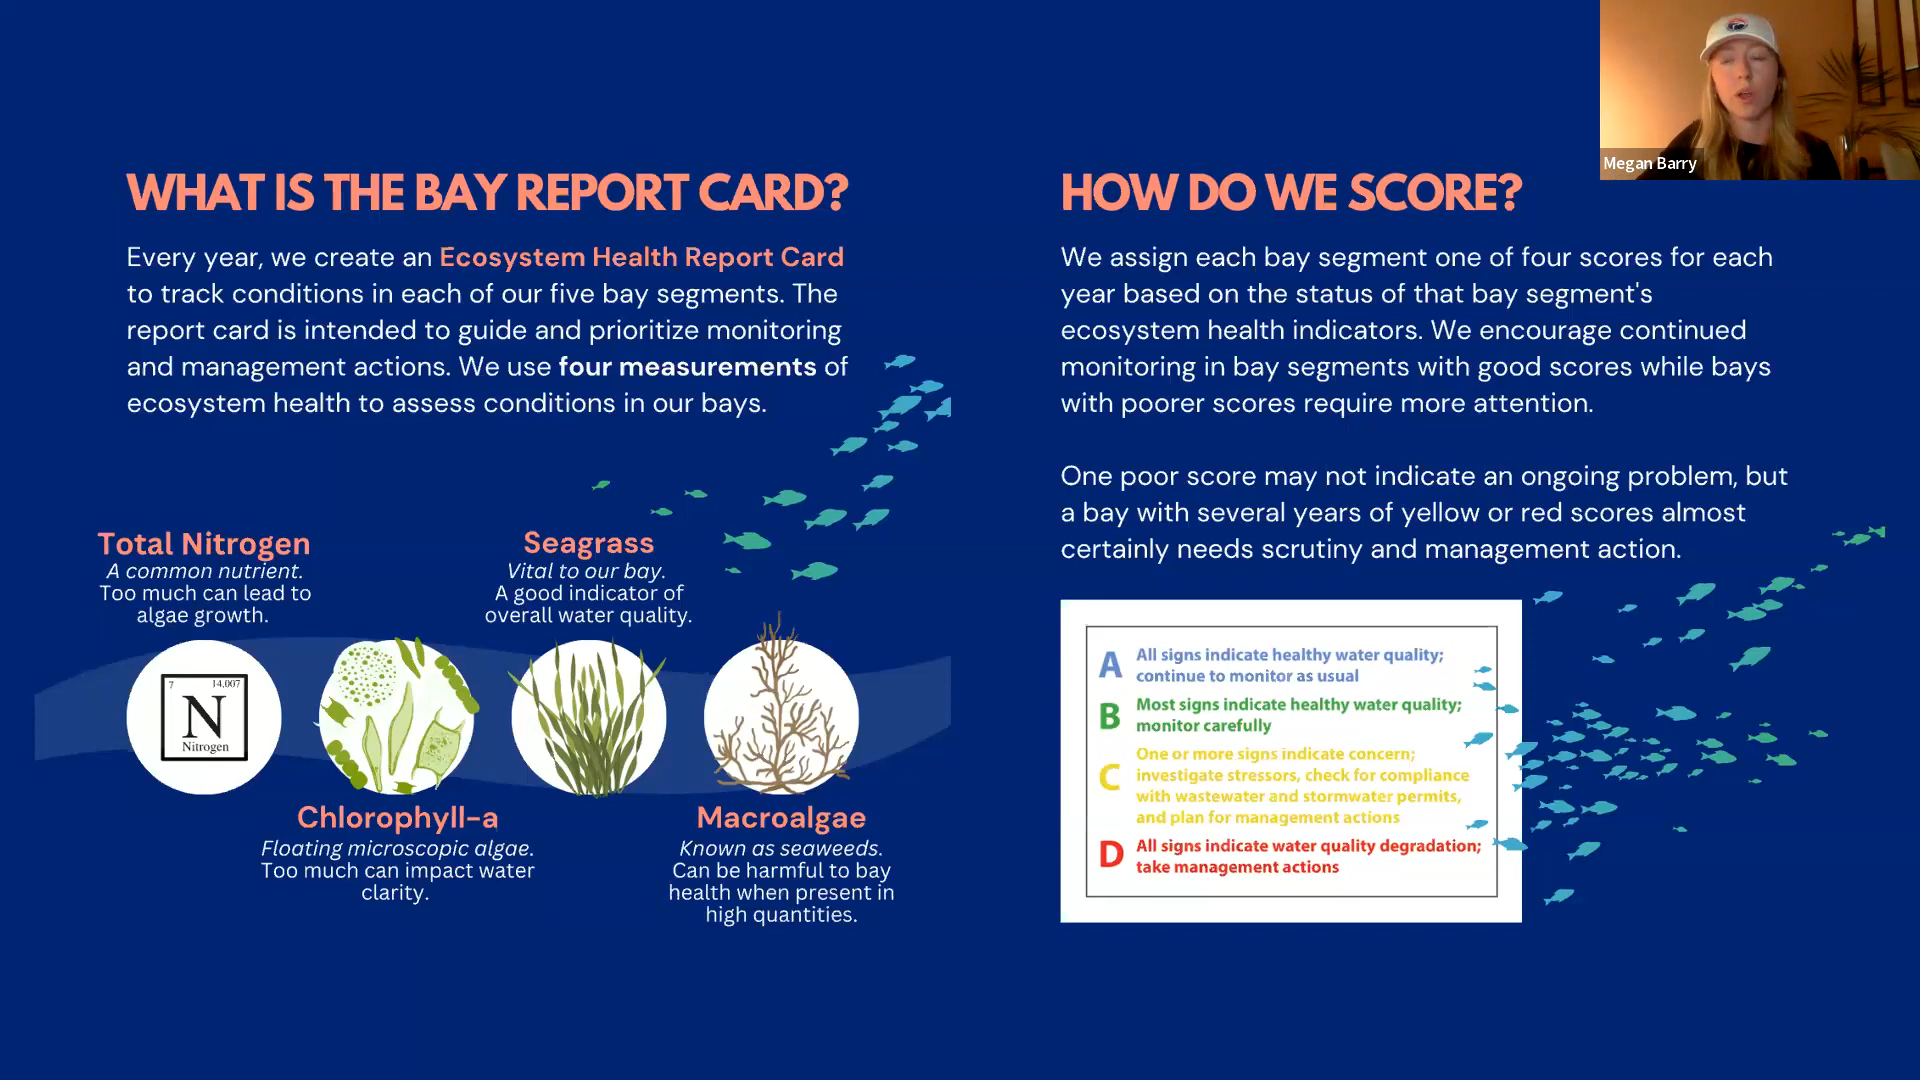 Megan Barry
WHAT IS THE BAY REPORT CARD?
Every year, we create an Ecosystem Health Report Card
to track conditions in each of our five bay segments. The
report card is intended to guide and prioritize monitoring
and management actions. We use four measurements of
ecosystem health to assess conditions in our bays.
Total Nitrogen
A common nutrient.
Too much can lead to
algae growth.
7 14.007
N
Nitrogen
Chlorophyll-a
Floating microscopic algae.
Too much can impact water
clarity.
Seagrass
Vital to our bay.
A good indicator of
overall water quality.
Macroalgae
Known as seaweeds.
Can be harmful to bay
health when present in
high quantities.
HOW DO WE SCORE?
We assign each bay segment one of four scores for each
year based on the status of that bay segment's
ecosystem health indicators. We encourage continued
monitoring in bay segments with good scores while bays
with poorer scores require more attention.
One poor score may not indicate an ongoing problem, but
a bay with several years of yellow or red scores almost
certainly needs scrutiny and management action.
A All signs indicate healthy water quality;
continue to monitor as usual
B Most signs indicate healthy water quality;
monitor carefully
C One or more signs indicate concern;
investigate stressors, check for compliance
with wastewater and stormwater permits,
and plan for management actions
D All signs indicate water quality degradation;
take management actions